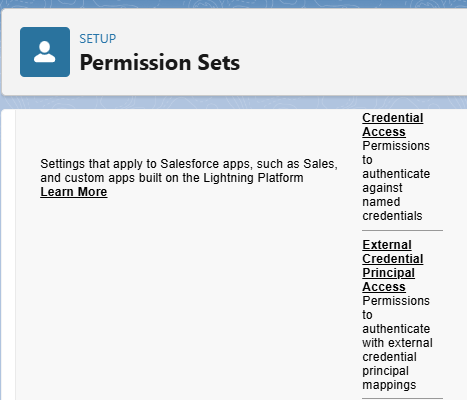 SETUP
Permission Sets
Settings that apply to Salesforce apps, such as Sales,
and custom apps built on the Lightning Platform
Learn More
Credential
Access
Permissions
to
authenticate
against
named
credentials
External
Credential
Principal
Access
Permissions
to
authenticate
with external
credential
principal
mappings